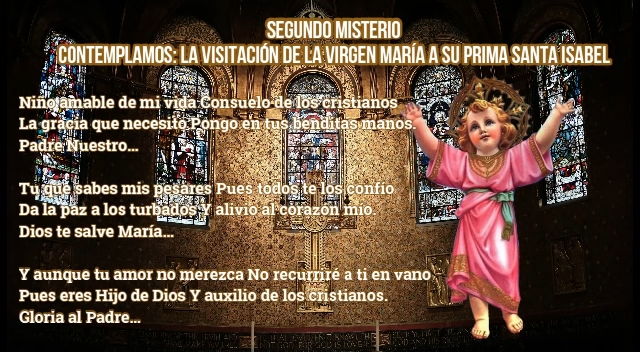 SEGUNDO MISTERIO
CONTEMPLAMOS: LA VISITACIÓN DE LA VIRGEN MARÍA A SU PRIMA SANTA ISABEL
Niño amable de mi vida Consuelo de los cristianos
La gracia que necesito Pongo en tus benditas manos.
Padre Nuestro...
Tu que sabes mis pesares Pues todos te los confio
Da la paz a los turbados Y alivio al corazon mio.
Dios te salve María...
Y aunque tu amor no merezca No recurriré a ti en vano
Pues eres Hijo de Dios Y auxilio de los cristianos.
Gloria al Padre...